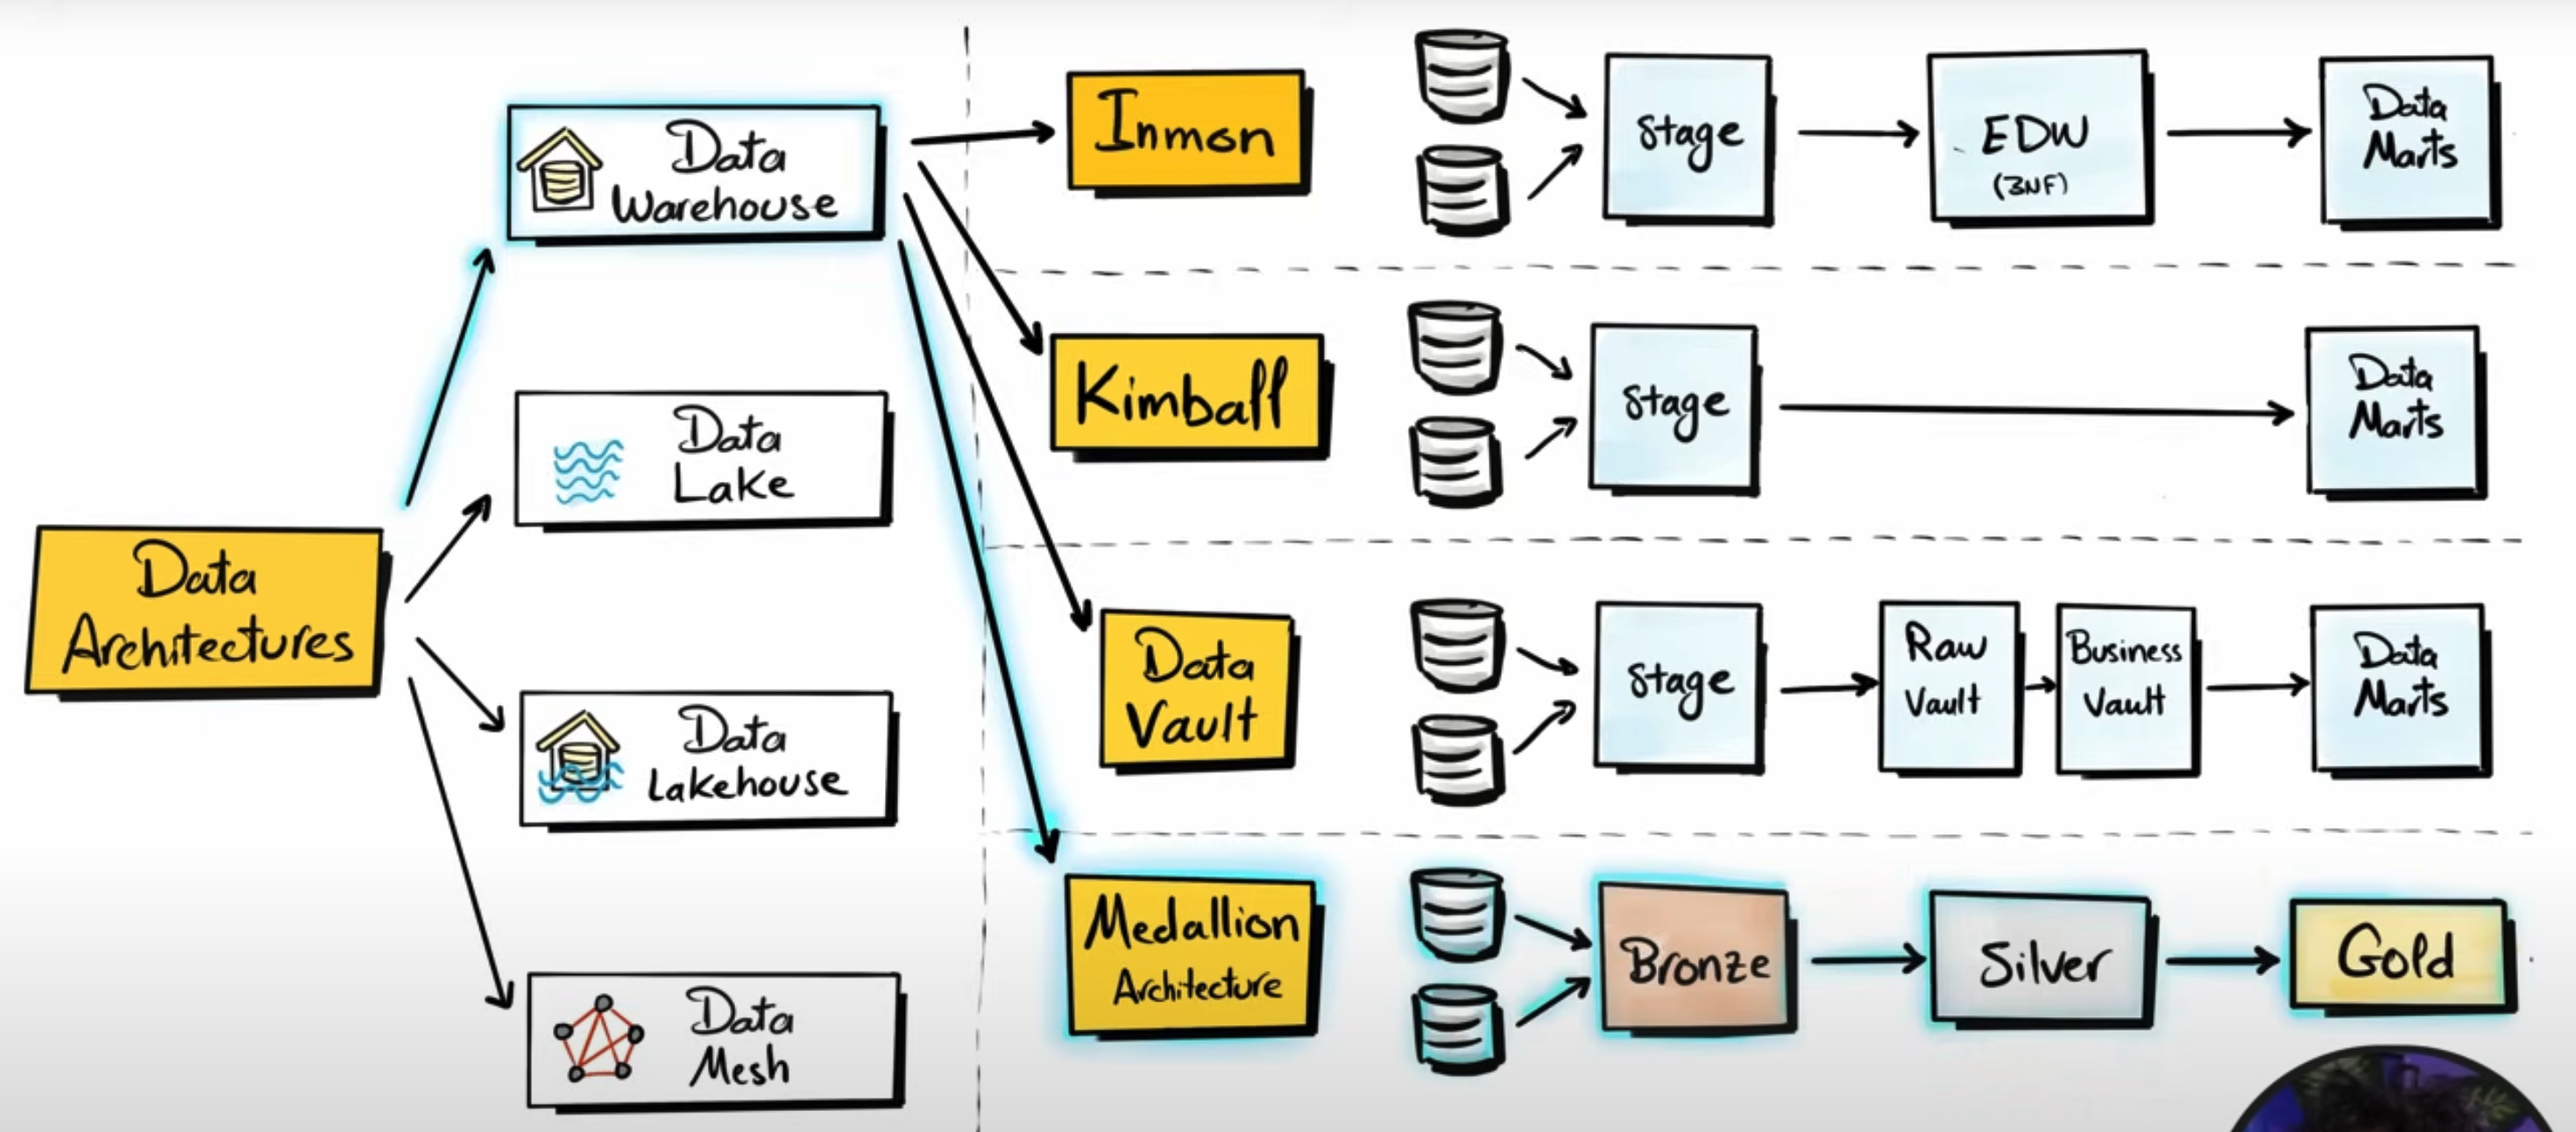 Data
Architectures
Data
Warehouse
Data
Lake
Data
Lakehouse
Data
Mesh
Inmon
Stage
EDW
(3NF)
Data
Marts
Kimball
Stage
Data
Marts
Data
Vault
Stage
Raw
Vault
Business
Vault
Data
Marts
Medallion
Architecture
Bronze
Silver
Gold